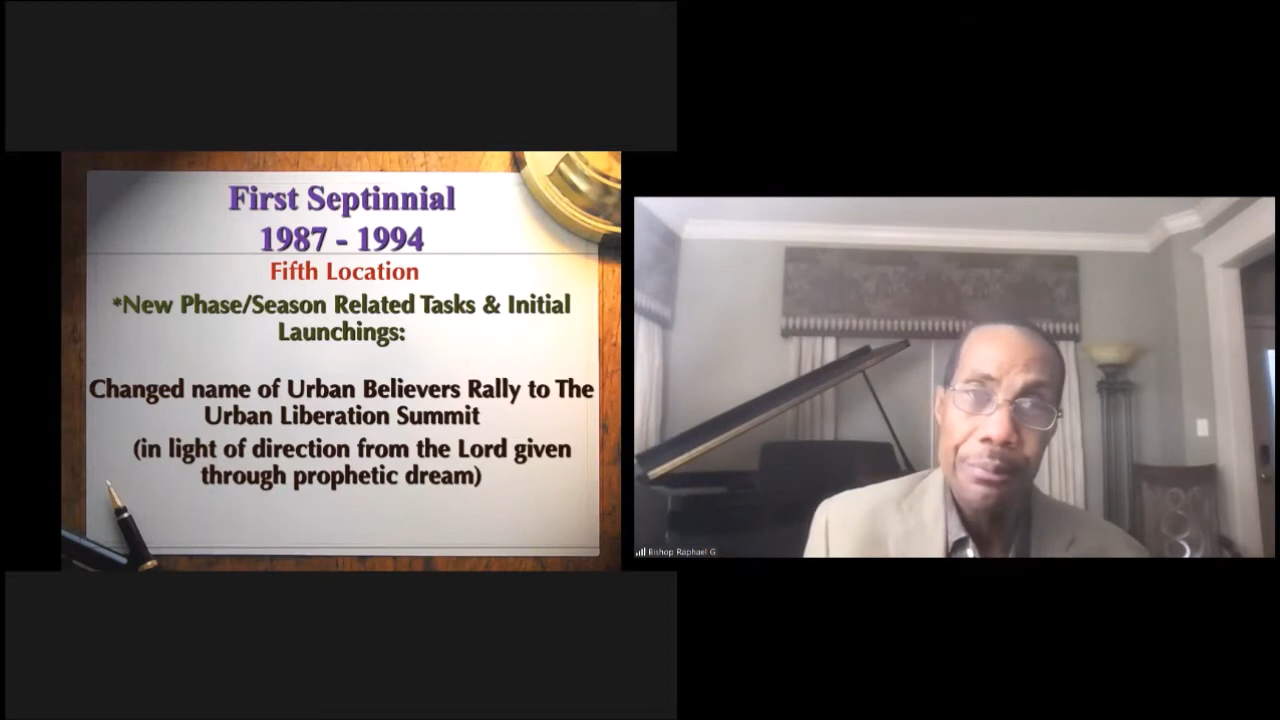 First Septinnial
1987 - 1994
Fifth Location
*New Phase/Season Related Tasks & Initial
Launchings:
Changed name of Urban Believers Rally to The
Urban Liberation Summit
(in light of direction from the Lord given
through prophetic dream)
Bishop Raphael G